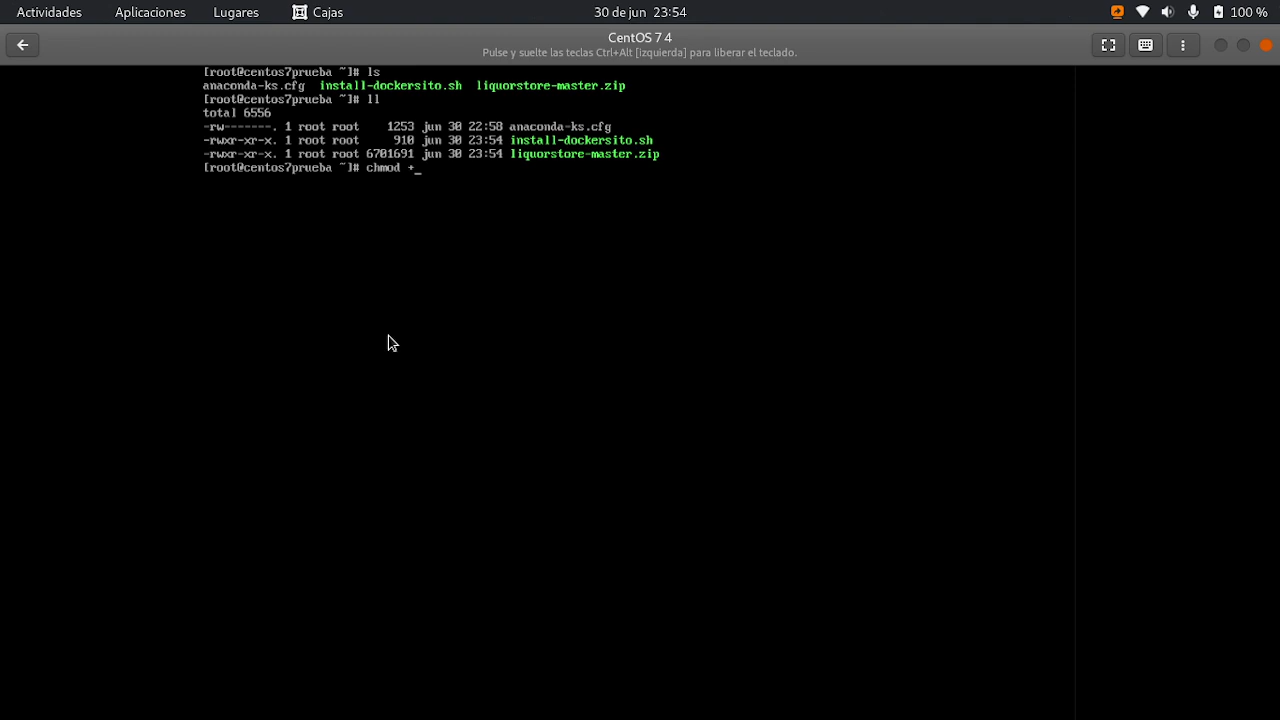 Actividades Aplicaciones Lugares Cajas 30 de jun 23:54 100 %
CentOS 7 4
Pulse y suelte las teclas Ctrl+Alt [izquierda] para liberar el teclado.
[root@centos7prueba ~]# ls
anaconda-ks.cfg install-dockersito.sh liquorstore-master.zip
[root@centos7prueba ~]# ll
total 6556
-rw-------. 1 root root 1253 jun 30 22:58 anaconda-ks.cfg
-rwxr-xr-x. 1 root root 910 jun 30 23:54 install-dockersito.sh
-rwxr-xr-x. 1 root root 6701691 jun 30 23:54 liquorstore-master.zip
[root@centos7prueba ~]# chmod +_